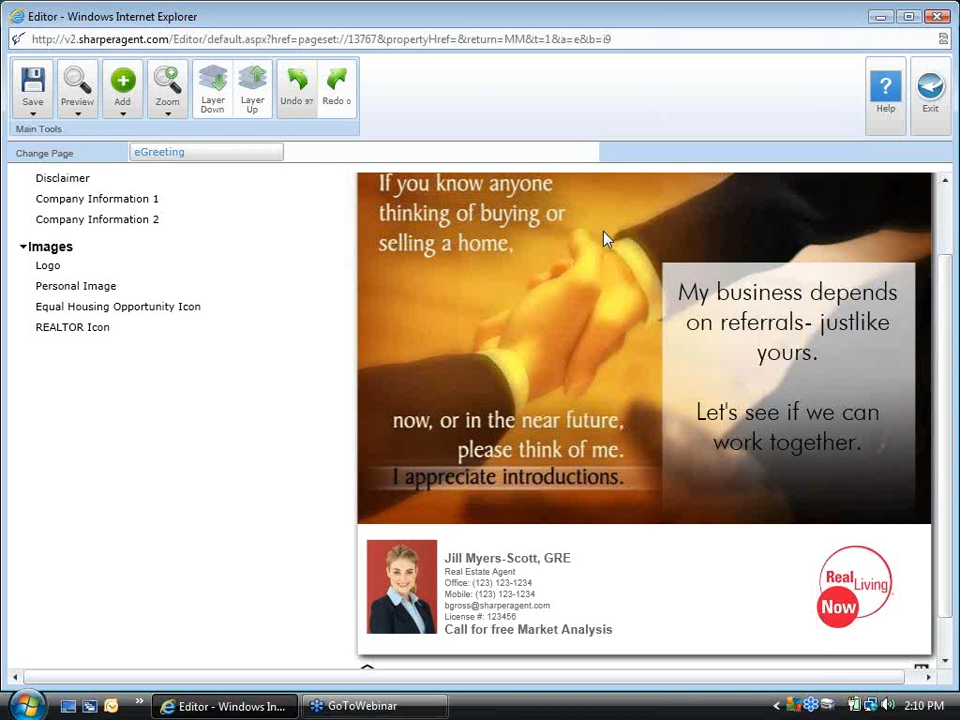 Editor - Windows Internet Explorer
http://v2.sharperagent.com/Editor/default.aspx?href=pageset://13767&propertyHref=&return=MM&t=1&a=e&b=i9
Save
Preview
Add
Zoom
Layer Down
Layer Up
Undo 97
Redo 0
Help
Exit
Main Tools
Change Page
eGreeting
Disclaimer
Company Information 1
Company Information 2
Images
Logo
Personal Image
Equal Housing Opportunity Icon
REALTOR Icon
If you know anyone
thinking of buying or
selling a home,
My business depends
on referrals- justlike
yours.
Let's see if we can
work together.
now, or in the near future,
please think of me.
I appreciate introductions.
Jill Myers-Scott, GRE
Real Estate Agent
Office: (123) 123-1234
Mobile: (123) 123-1234
bgross@sharperagent.com
License #: 123456
Call for free Market Analysis
Real Living
Now
Editor - Windows In...
GoToWebinar
2:10 PM